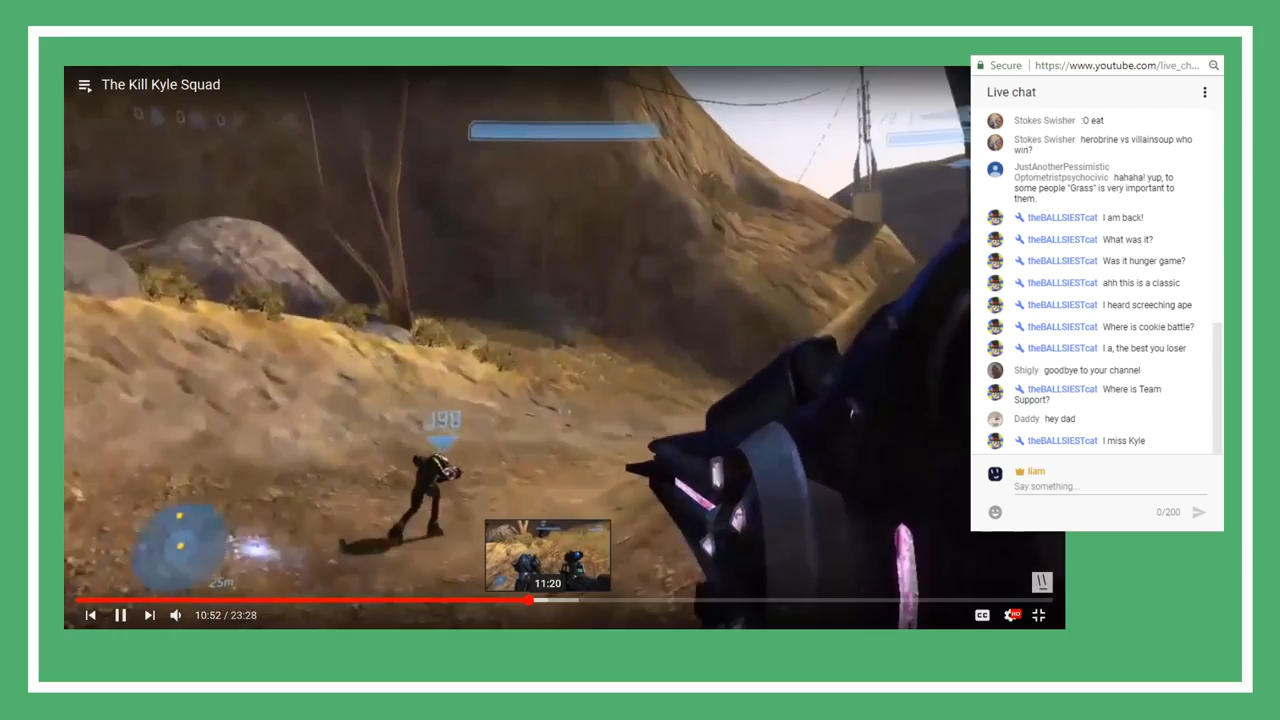 The Kill Kyle Squad
J98
25m
11:20
10:52 / 23:28
CC
HD
Secure
https://www.youtube.com/live_ch...
Live chat
Stokes Swisher :O eat
Stokes Swisher herobrine vs villainsoup who
win?
JustAnotherPessimistic
Optometristpsychocivic hahaha! yup, to
some people "Grass" is very important to
them.
theBALLSIESTcat I am back!
theBALLSIESTcat What was it?
theBALLSIESTcat Was it hunger game?
theBALLSIESTcat ahh this is a classic
theBALLSIESTcat I heard screeching ape
theBALLSIESTcat Where is cookie battle?
theBALLSIESTcat I a, the best you loser
Shigly goodbye to your channel
theBALLSIESTcat Where is Team
Support?
Daddy hey dad
theBALLSIESTcat I miss Kyle
liam
Say something...
0/200